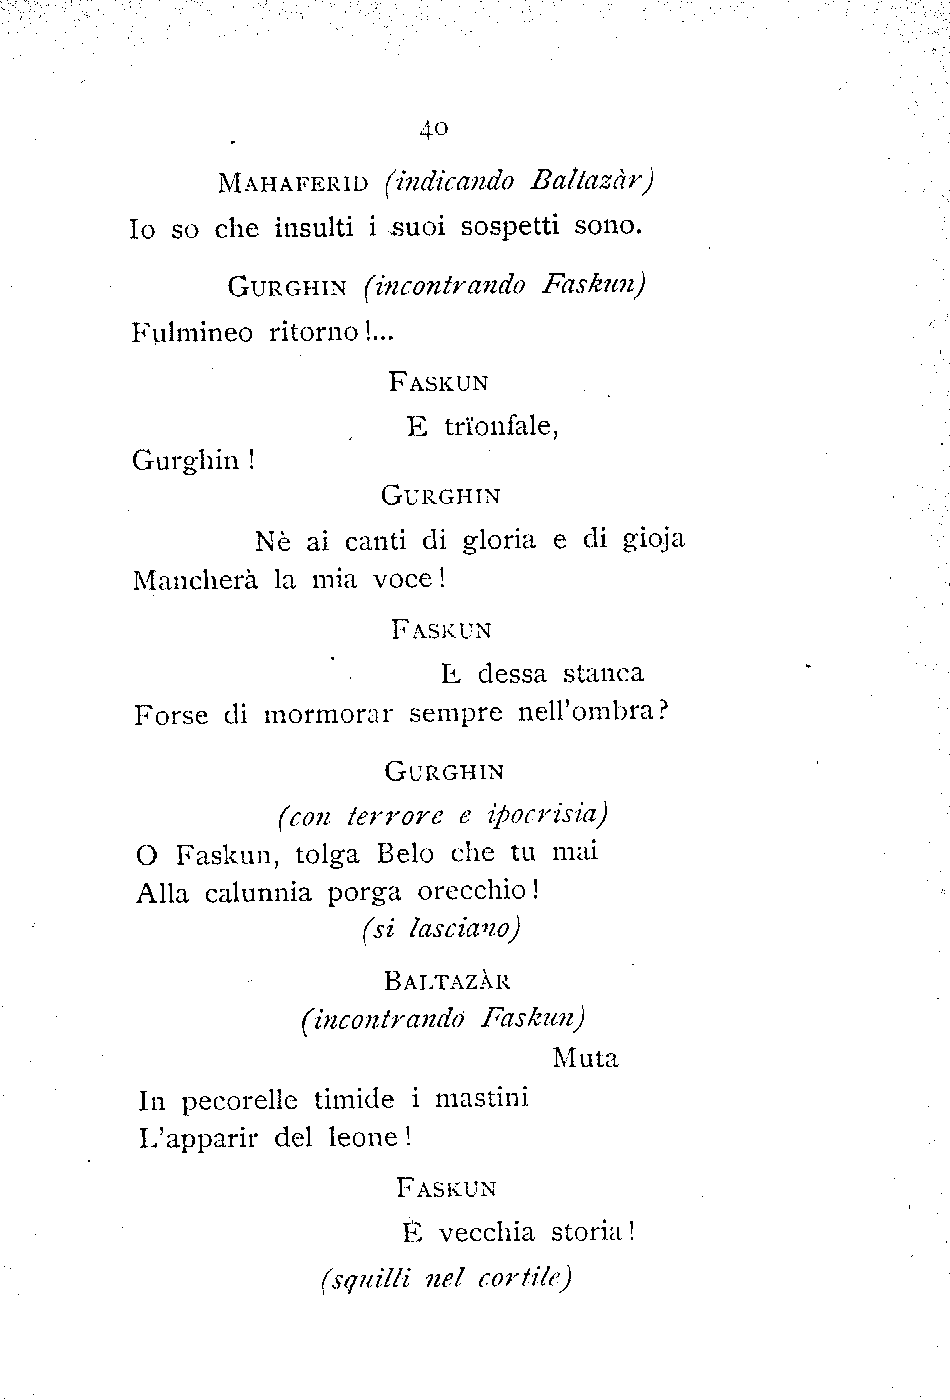 40
MAHAFERID (indicando Baltazàr)
Io so che insulti i suoi sospetti sono.
GURGHIN (incontrando Faskun)
Fulmineo ritorno!...
FASKUN
E trïonfale,
Gurghin!
GURGHIN
Nè ai canti di gloria e di gioja
Mancherà la mia voce!
FASKUN
E dessa stanca
Forse di mormorar sempre nell'ombra?
GURGHIN
(con terrore e ipocrisia)
O Faskun, tolga Belo che tu mai
Alla calunnia porga orecchio!
(si lasciano)
BALTAZÀR
(incontrando Faskun)
Muta
In pecorelle timide i mastini
L'apparir del leone!
FASKUN
È vecchia storia!
(squilli nel cortile)